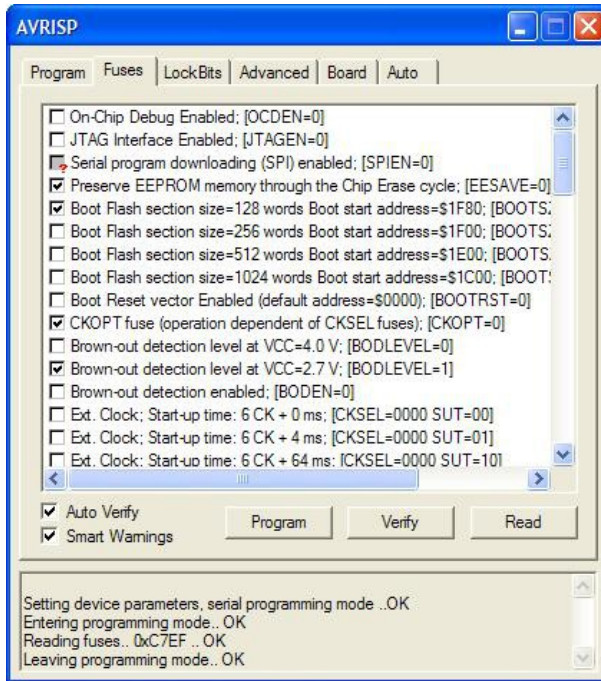 AVRISP
Program Fuses LockBits Advanced Board Auto
On-Chip Debug Enabled; [OCDEN=0]
JTAG Interface Enabled; [JTAGEN=0]
Serial program downloading (SPI) enabled; [SPIEN=0]
Preserve EEPROM memory through the Chip Erase cycle; [EESAVE=0]
Boot Flash section size=128 words Boot start address=$1F80; [BOOTSZ
Boot Flash section size=256 words Boot start address=$1F00; [BOOTSZ
Boot Flash section size=512 words Boot start address=$1E00; [BOOTS
Boot Flash section size=1024 words Boot start address=$1C00; [BOOTS
Boot Reset vector Enabled (default address=$0000); [BOOTRST=0]
CKOPT fuse (operation dependent of CKSEL fuses); [CKOPT=0]
Brown-out detection level at VCC=4.0 V; [BODLEVEL=0]
Brown-out detection level at VCC=2.7 V; [BODLEVEL=1]
Brown-out detection enabled; [BODEN=0]
Ext. Clock; Start-up time: 6 CK + 0 ms; [CKSEL=0000 SUT=00]
Ext. Clock; Start-up time: 6 CK + 4 ms; [CKSEL=0000 SUT=01]
Ext. Clock; Start-up time: 6 CK + 64 ms; [CKSEL=0000 SUT=10]
Auto Verify
Smart Warnings
Program Verify Read
Setting device parameters, serial programming mode ..OK
Entering programming mode.. OK
Reading fuses.. 0xC7EF .. OK
Leaving programming mode.. OK